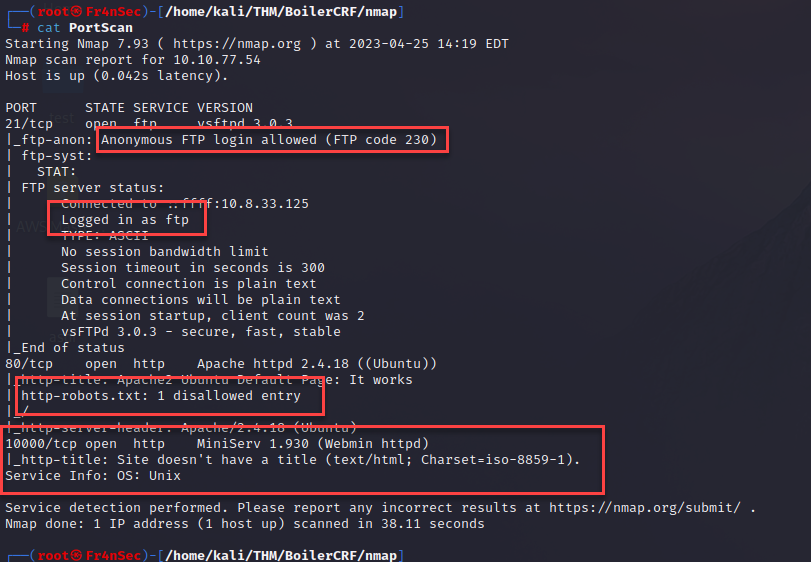 ┌──(root㉿Fr4nSec)-[/home/kali/THM/BoilerCRF/nmap]
└─# cat PortScan
Starting Nmap 7.93 ( https://nmap.org ) at 2023-04-25 14:19 EDT
Nmap scan report for 10.10.77.54
Host is up (0.042s latency).

PORT      STATE SERVICE VERSION
21/tcp    open  ftp     vsftpd 3.0.3
|_ftp-anon: Anonymous FTP login allowed (FTP code 230)
| ftp-syst:
|   STAT:
| FTP server status:
|      Connected to ::ffff:10.8.33.125
|      Logged in as ftp
|      TYPE: ASCII
|      No session bandwidth limit
|      Session timeout in seconds is 300
|      Control connection is plain text
|      Data connections will be plain text
|      At session startup, client count was 2
|      vsFTPd 3.0.3 - secure, fast, stable
|_End of status
80/tcp    open  http    Apache httpd 2.4.18 ((Ubuntu))
|_http-title: Apache2 Ubuntu Default Page: It works
| http-robots.txt: 1 disallowed entry
|_/
|_http-server-header: Apache/2.4.18 (Ubuntu)
10000/tcp open  http    MiniServ 1.930 (Webmin httpd)
|_http-title: Site doesn't have a title (text/html; Charset=iso-8859-1).
Service Info: OS: Unix

Service detection performed. Please report any incorrect results at https://nmap.org/submit/ .
Nmap done: 1 IP address (1 host up) scanned in 38.11 seconds

┌──(root㉿Fr4nSec)-[/home/kali/THM/BoilerCRF/nmap]